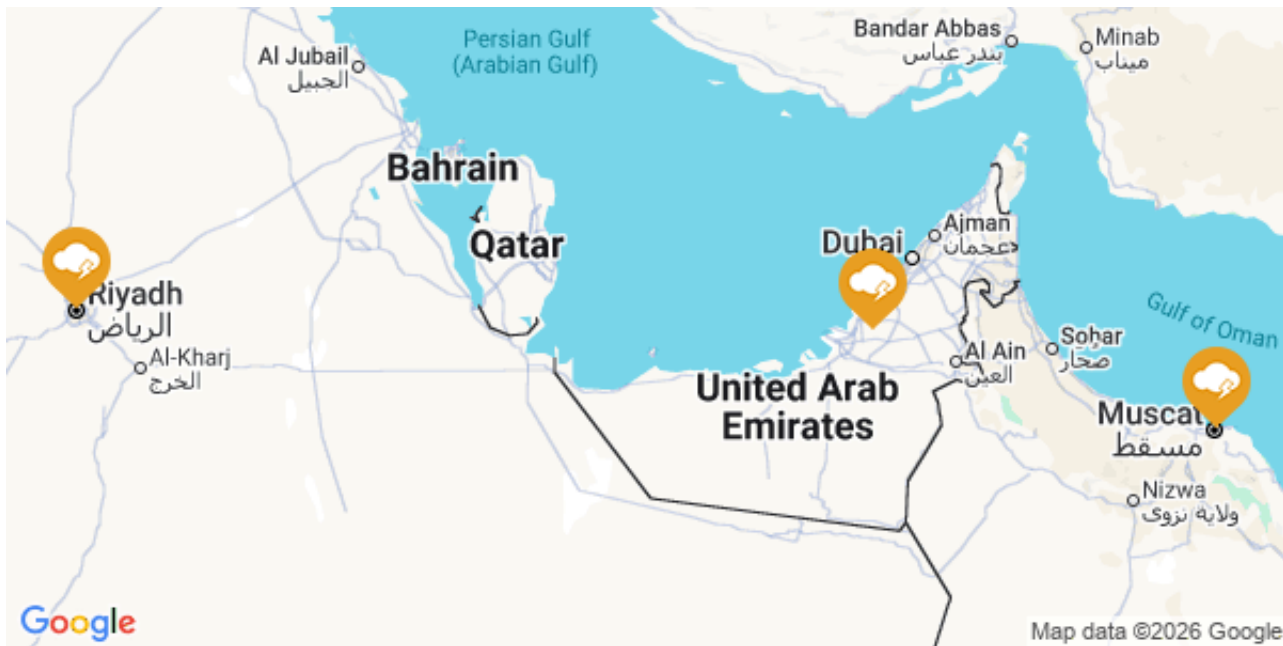 Persian Gulf
(Arabian Gulf)
Bandar Abbas
بندر عباس
Minab
میناب
Al Jubail
الجبيل
Bahrain
Qatar
Dubai
Ajman
عجمان
Riyadh
الرياض
Al-Kharj
الخرج
Gulf of Oman
Sohar
صحار
Al Ain
العين
United Arab
Emirates
Muscat
مسقط
Nizwa
ولاية نزوى
Google
Map data ©2026 Google